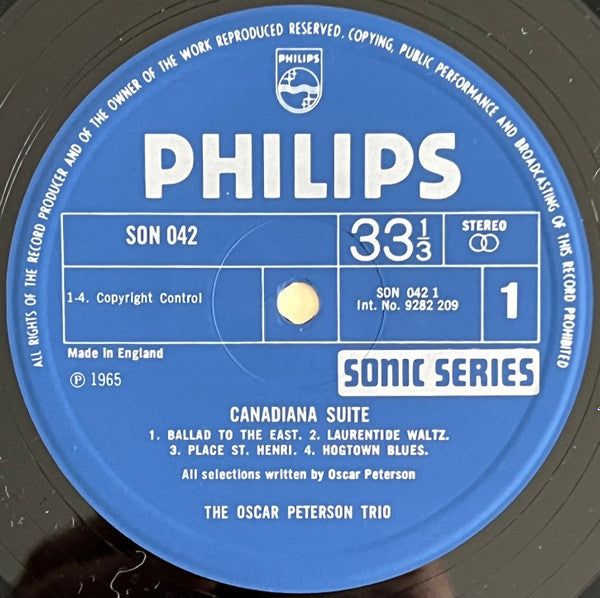 ALL RIGHTS OF THE RECORD PRODUCER AND OF THE OWNER OF THE WORK REPRODUCED RESERVED. COPYING, PUBLIC PERFORMANCE AND BROADCASTING OF THIS RECORD PROHIBITED
PHILIPS
PHILIPS
SON 042
33 1/3
STEREO
1-4. Copyright Control
SON 042 1
Int. No. 9282 209
1
Made in England
℗ 1965
SONIC SERIES
CANADIANA SUITE
1. BALLAD TO THE EAST. 2. LAURENTIDE WALTZ.
3. PLACE ST. HENRI. 4. HOGTOWN BLUES.
All selections written by Oscar Peterson
THE OSCAR PETERSON TRIO